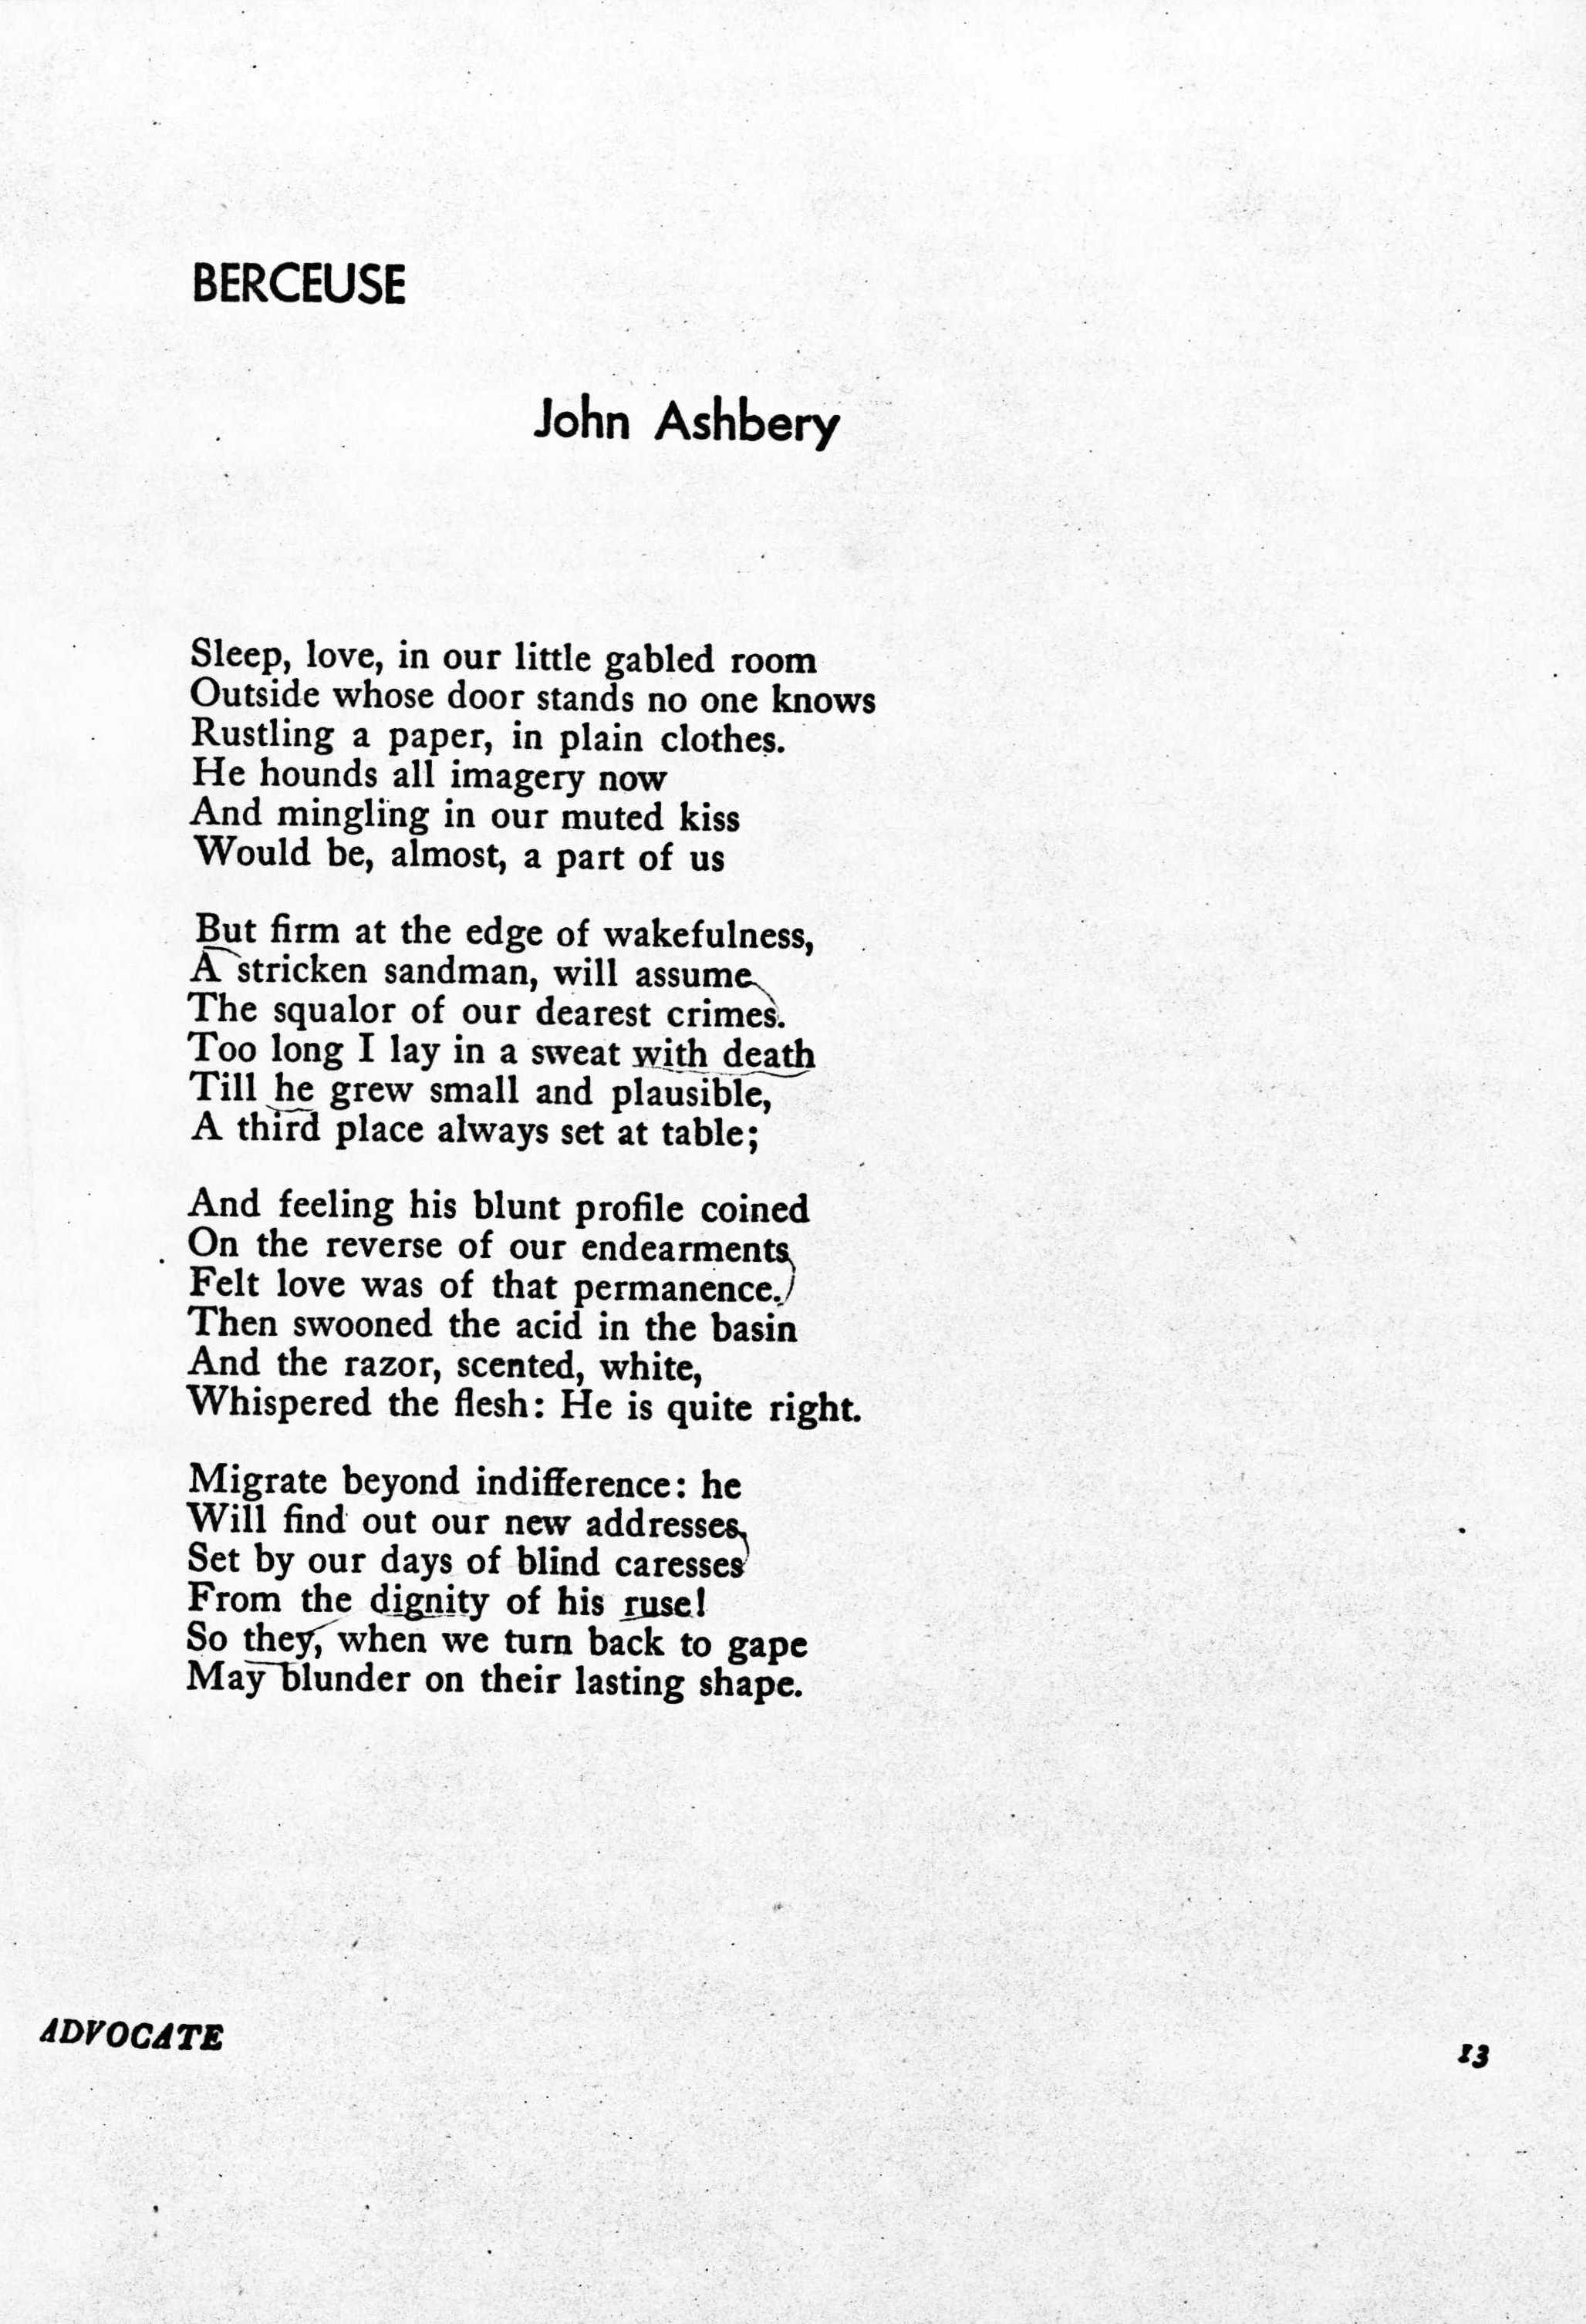 BERCEUSE
John Ashbery
Sleep, love, in our little gabled room
Outside whose door stands no one knows
Rustling a paper, in plain clothes.
He hounds all imagery now
And mingling in our muted kiss
Would be, almost, a part of us
But firm at the edge of wakefulness,
A stricken sandman, will assume
The squalor of our dearest crimes.
Too long I lay in a sweat with death
Till he grew small and plausible,
A third place always set at table;
And feeling his blunt profile coined
On the reverse of our endearments
Felt love was of that permanence.
Then swooned the acid in the basin
And the razor, scented, white,
Whispered the flesh: He is quite right.
Migrate beyond indifference: he
Will find out our new addresses
Set by our days of blind caresses
From the dignity of his ruse!
So they, when we turn back to gape
May blunder on their lasting shape.
ADVOCATE
13